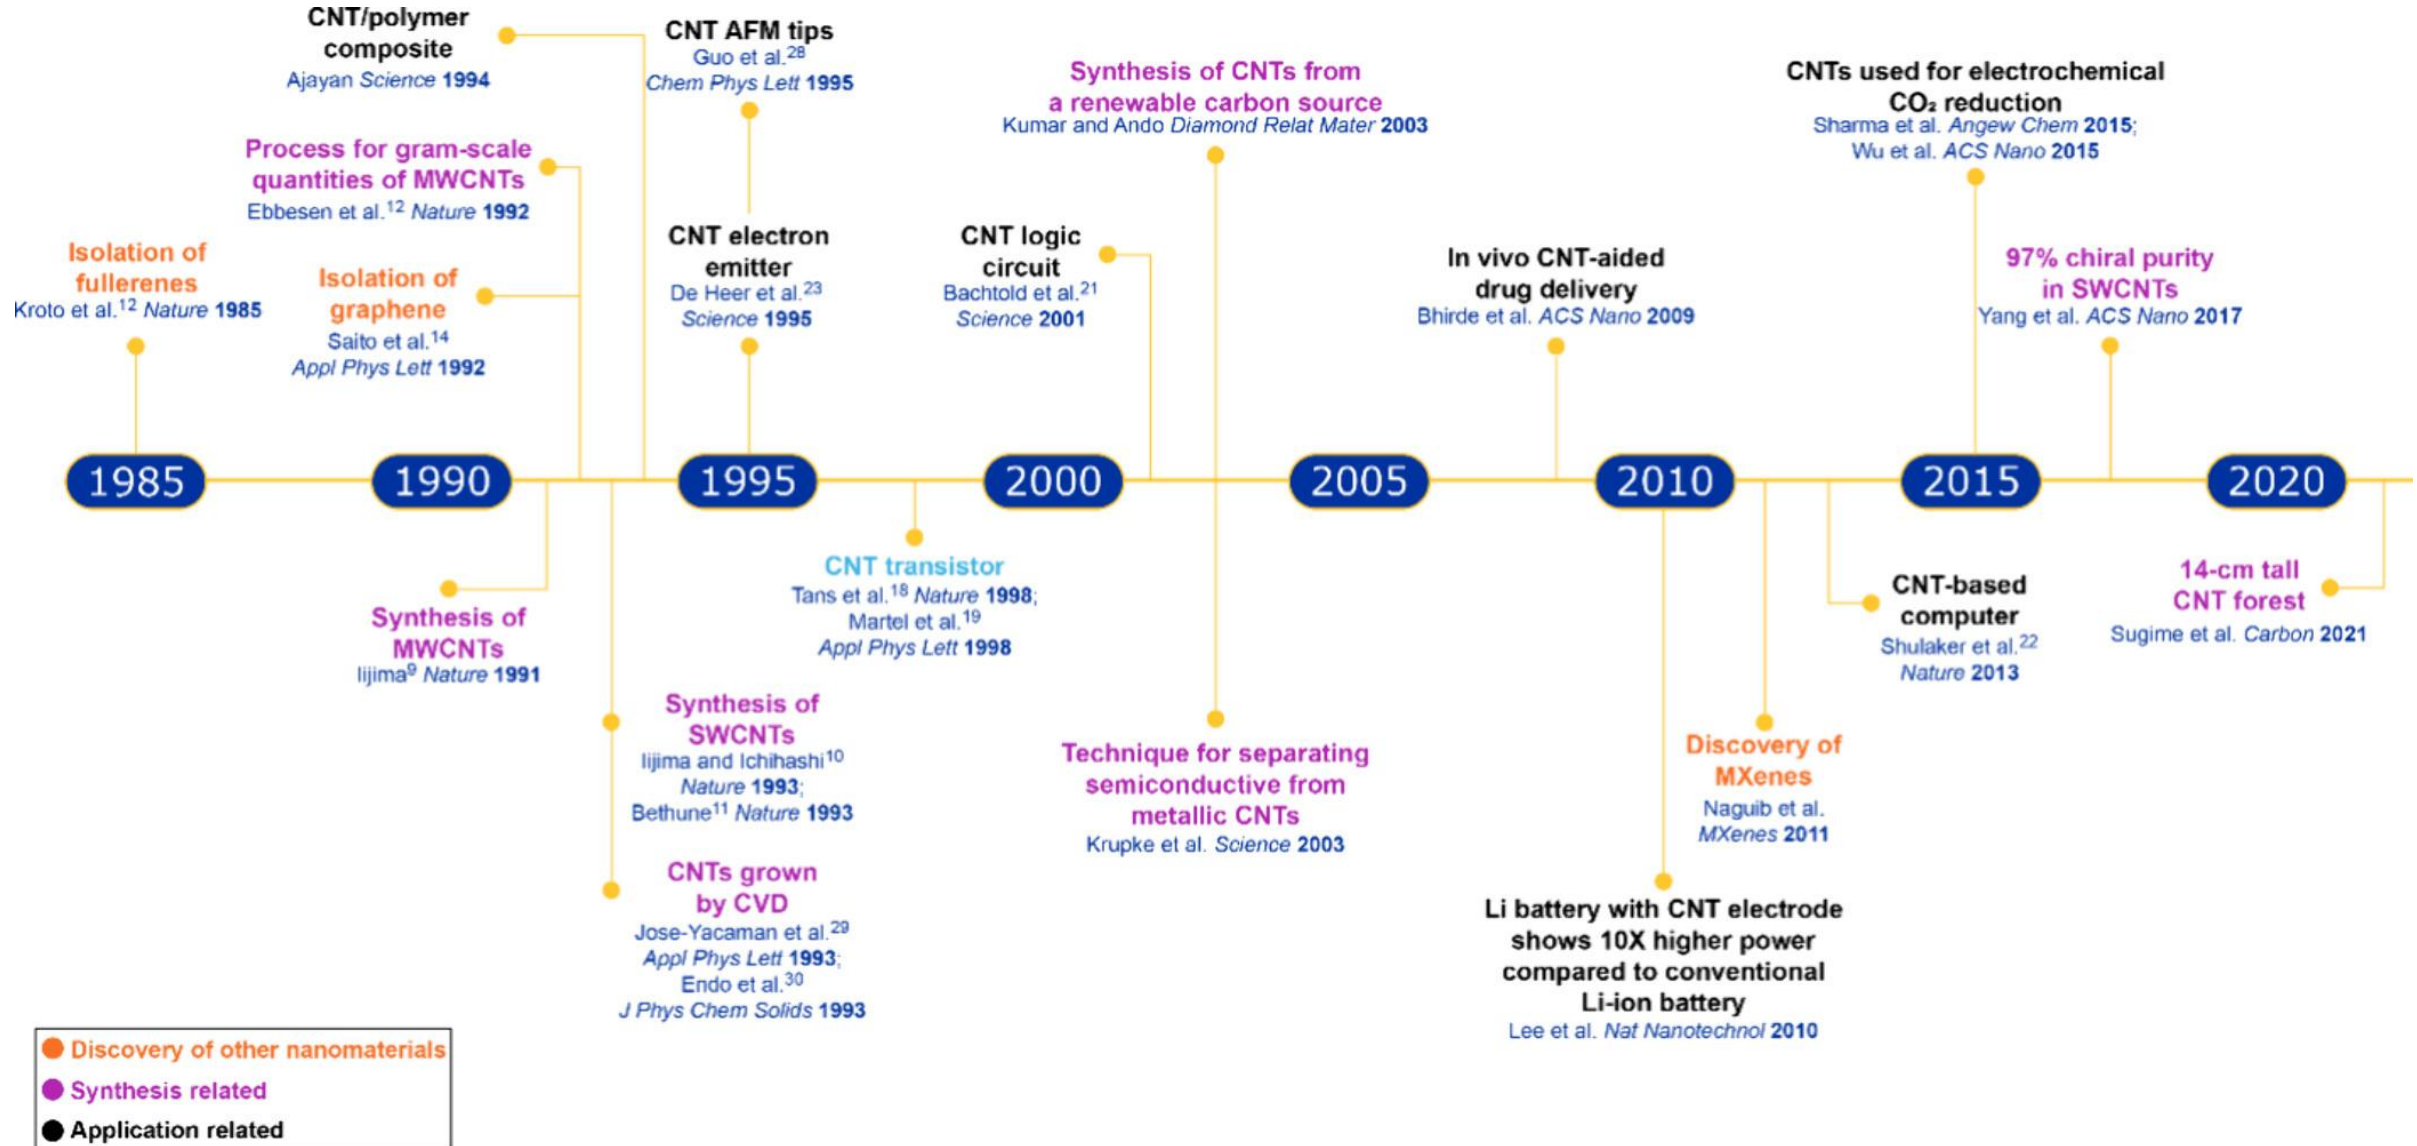 CNT/polymer
composite
Ajayan Science 1994
Process for gram-scale
quantities of MWCNTs
Ebbesen et al.12 Nature 1992
Isolation of
fullerenes
Kroto et al.12 Nature 1985
Isolation of
graphene
Saito et al.14
Appl Phys Lett 1992
CNT AFM tips
Guo et al.28
Chem Phys Lett 1995
CNT electron
emitter
De Heer et al.23
Science 1995
CNT logic
circuit
Bachtold et al.21
Science 2001
Synthesis of CNTs from
a renewable carbon source
Kumar and Ando Diamond Relat Mater 2003
In vivo CNT-aided
drug delivery
Bhirde et al. ACS Nano 2009
CNTs used for electrochemical
CO₂ reduction
Sharma et al. Angew Chem 2015;
Wu et al. ACS Nano 2015
97% chiral purity
in SWCNTs
Yang et al. ACS Nano 2017
1985
1990
1995
2000
2005
2010
2015
2020
Synthesis of
MWCNTs
Iijima9 Nature 1991
Synthesis of
SWCNTs
Iijima and Ichihashi10
Nature 1993;
Bethune11 Nature 1993
CNTs grown
by CVD
Jose-Yacaman et al.29
Appl Phys Lett 1993;
Endo et al.30
J Phys Chem Solids 1993
CNT transistor
Tans et al.18 Nature 1998;
Martel et al.19
Appl Phys Lett 1998
Technique for separating
semiconductive from
metallic CNTs
Krupke et al. Science 2003
Li battery with CNT electrode
shows 10X higher power
compared to conventional
Li-ion battery
Lee et al. Nat Nanotechnol 2010
Discovery of
MXenes
Naguib et al.
MXenes 2011
CNT-based
computer
Shulaker et al.22
Nature 2013
14-cm tall
CNT forest
Sugime et al. Carbon 2021
Discovery of other nanomaterials
Synthesis related
Application related